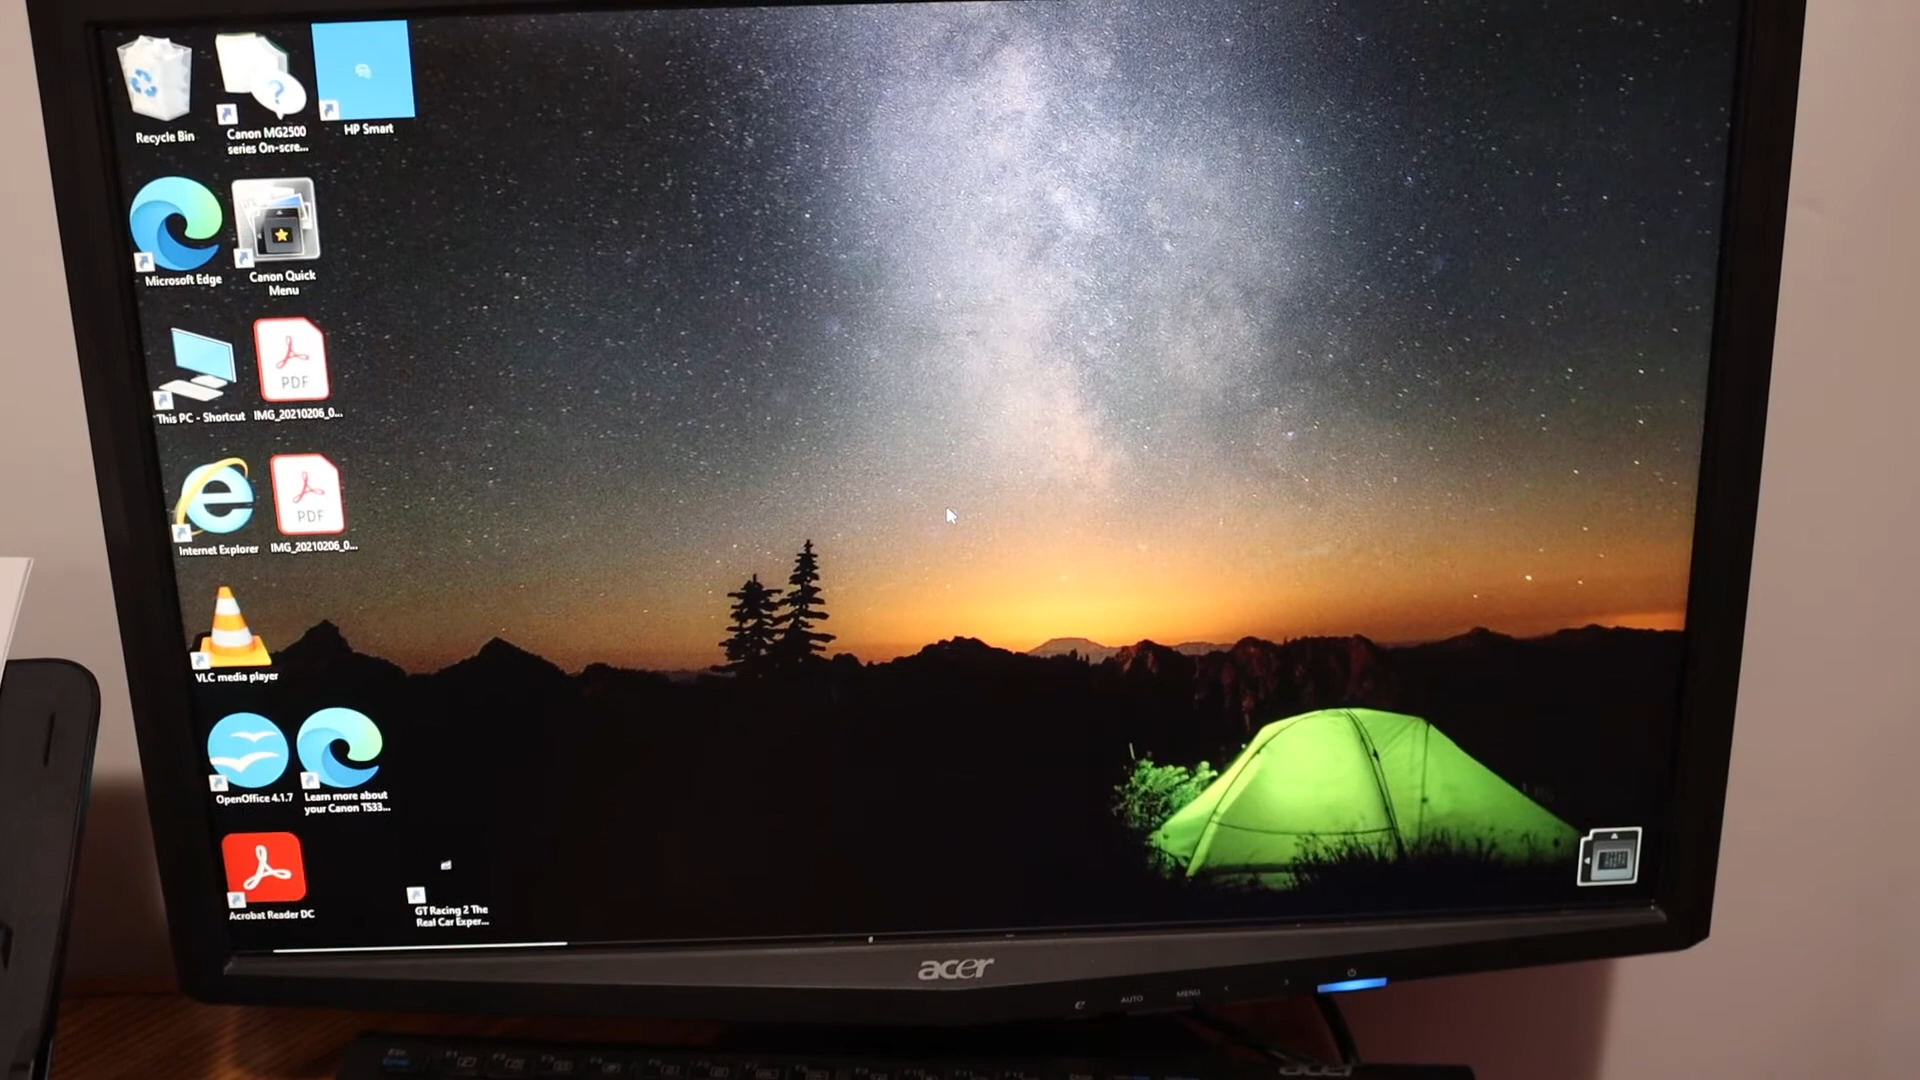 Recycle Bin
Canon MG2500
series On-scre...
HP Smart
Microsoft Edge
Canon Quick
Menu
This PC - Shortcut
PDF
IMG_20210206_0...
Internet Explorer
PDF
IMG_20210206_0...
VLC media player
OpenOffice 4.1.7
Learn more about
your Canon TS33...
Acrobat Reader DC
GT Racing 2 The
Real Car Exper...
acer
e
AUTO
MENU
acer